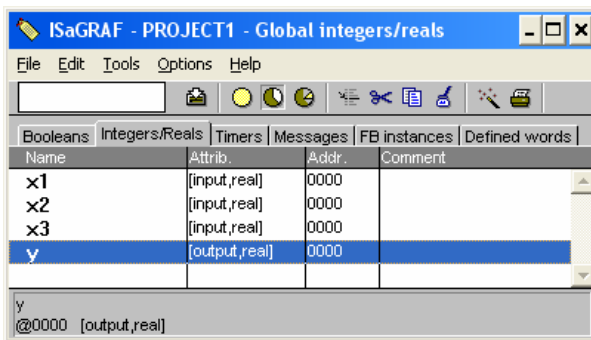 ISaGRAF - PROJECT1 - Global integers/reals
File Edit Tools Options Help
Booleans Integers/Reals Timers Messages FB instances Defined words
Name Attrib. Addr. Comment
x1 [input,real] 0000
x2 [input,real] 0000
x3 [input,real] 0000
y [output,real] 0000
y
@0000 [output,real]